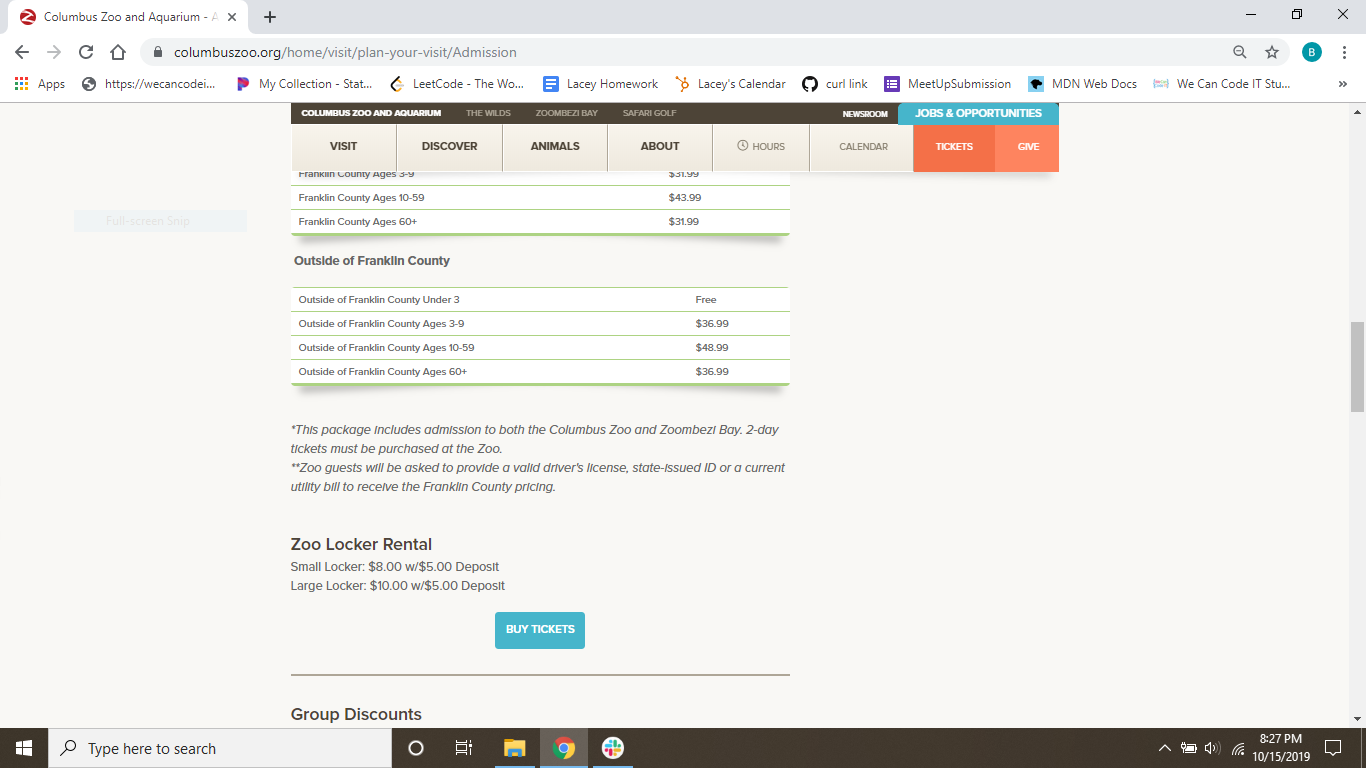 Columbus Zoo and Aquarium - A
columbuszoo.org/home/visit/plan-your-visit/Admission
B
Apps https://wecancodei... My Collection - Stat... LeetCode - The Wo... Lacey Homework Lacey's Calendar curl link MeetUpSubmission MDN Web Docs We Can Code IT Stu... »
COLUMBUS ZOO AND AQUARIUM THE WILDS ZOOMBEZI BAY SAFARI GOLF NEWSROOM JOBS & OPPORTUNITIES
VISIT DISCOVER ANIMALS ABOUT HOURS CALENDAR TICKETS GIVE
Franklin County Ages 3-9 $31.99
Franklin County Ages 10-59 $43.99
Full-screen Snip
Franklin County Ages 60+ $31.99
Outside of Franklin County
Outside of Franklin County Under 3 Free
Outside of Franklin County Ages 3-9 $36.99
Outside of Franklin County Ages 10-59 $48.99
Outside of Franklin County Ages 60+ $36.99
*This package includes admission to both the Columbus Zoo and Zoombezi Bay. 2-day
tickets must be purchased at the Zoo.
**Zoo guests will be asked to provide a valid driver's license, state-issued ID or a current
utility bill to receive the Franklin County pricing.
Zoo Locker Rental
Small Locker: $8.00 w/$5.00 Deposit
Large Locker: $10.00 w/$5.00 Deposit
BUY TICKETS
Group Discounts
Type here to search
8:27 PM
10/15/2019